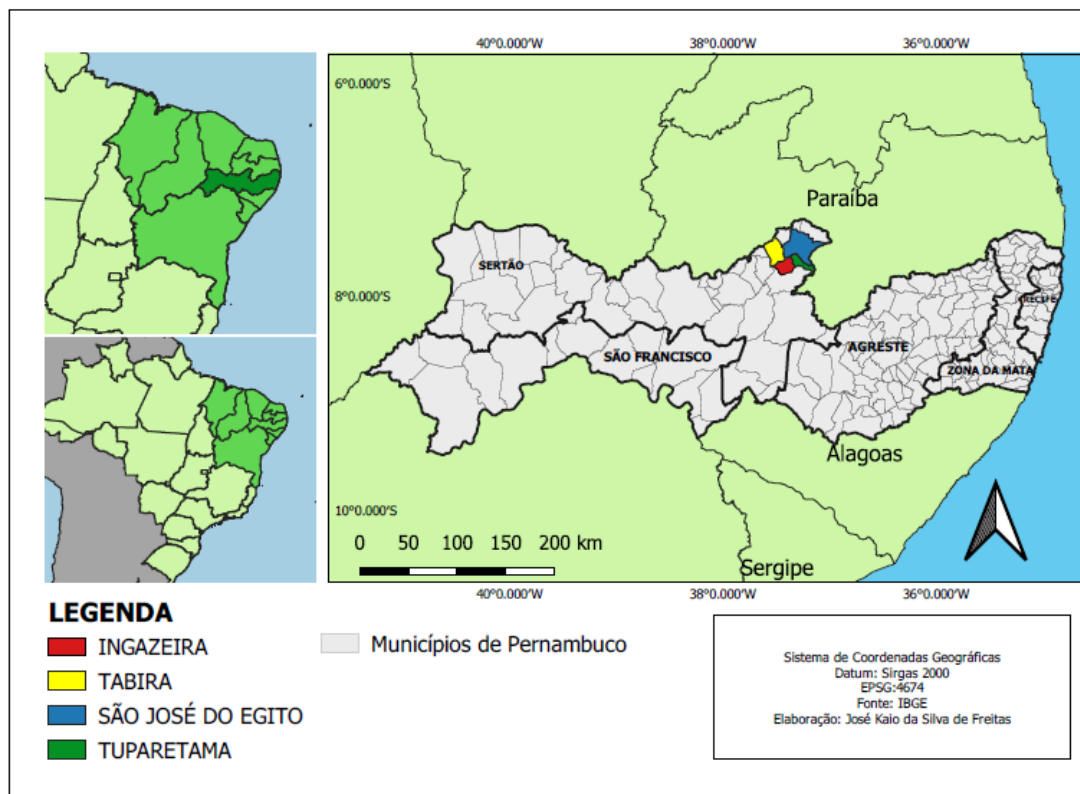 40°0.000'W
38°0.000'W
36°0.000'W
6°0.000'S
Paraíba
SERTÃO
8°0.000'S
RECIFE
SÃO FRANCISCO
AGRESTE
ZONA DA MATA
Alagoas
10°0.000'S
0 50 100 150 200 km
Sergipe
40°0.000'W
38°0.000'W
36°0.000'W
LEGENDA
INGAZEIRA
TABIRA
SÃO JOSÉ DO EGITO
TUPARETAMA
Municípios de Pernambuco
Sistema de Coordenadas Geográficas
Datum: Sirgas 2000
EPSG:4674
Fonte: IBGE
Elaboração: José Kaio da Silva de Freitas